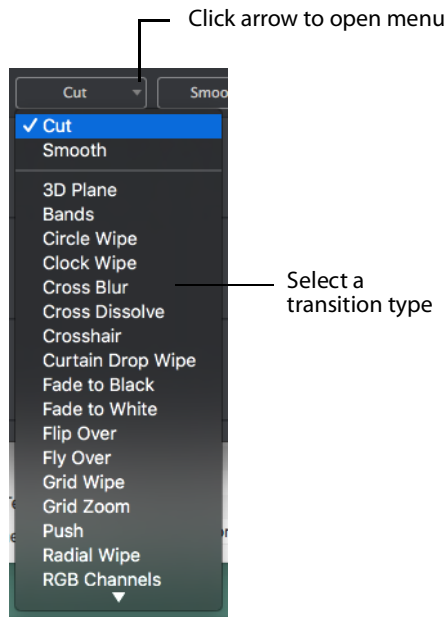 Click arrow to open menu
Cut
Smoo
✓ Cut
Smooth
3D Plane
Bands
Circle Wipe
Clock Wipe
Cross Blur
Select a
transition type
Cross Dissolve
Crosshair
Curtain Drop Wipe
Fade to Black
Fade to White
Flip Over
Fly Over
Grid Wipe
Grid Zoom
Push
Radial Wipe
RGB Channels